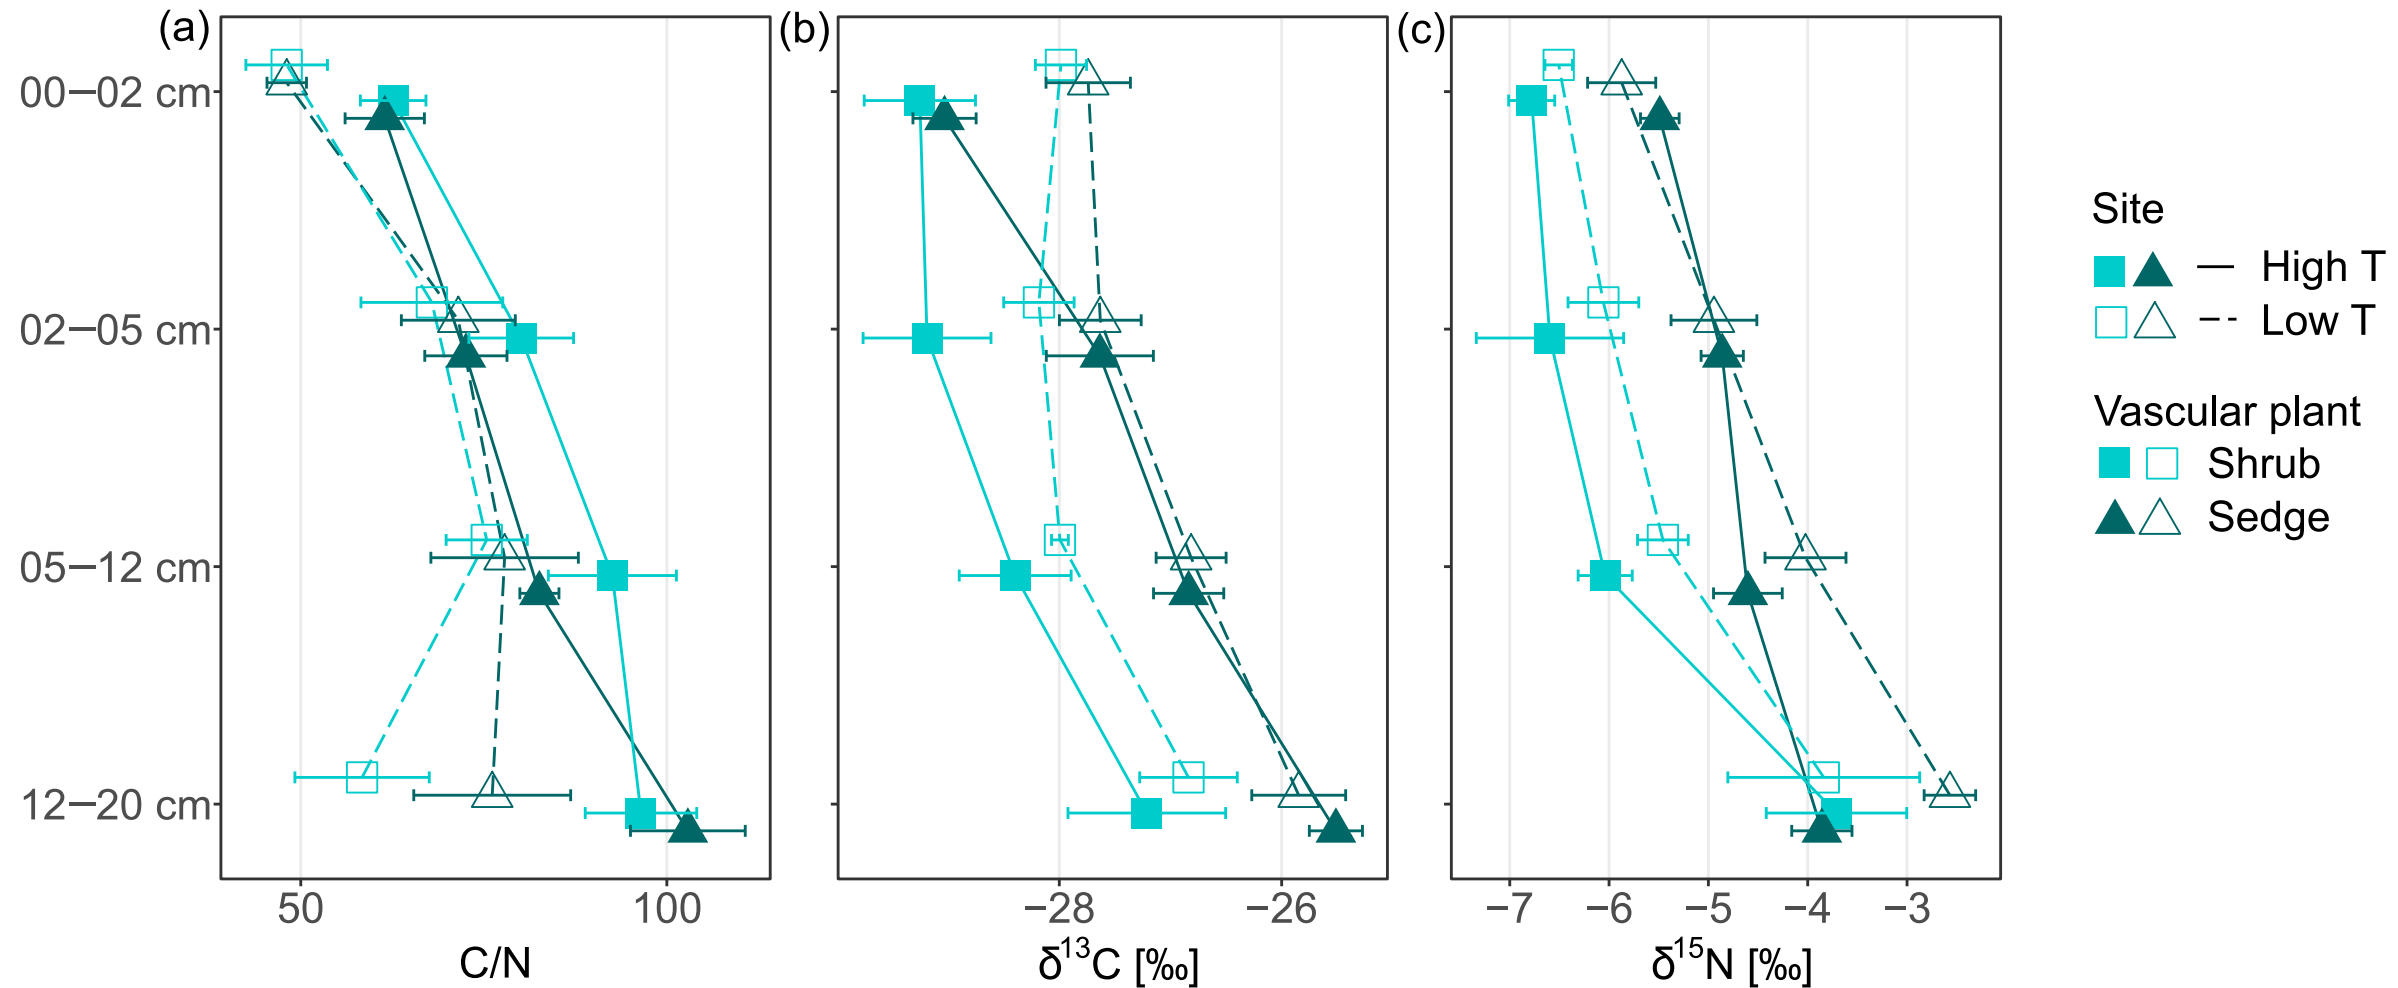 (a)
(b)
(c)
00−02 cm
02−05 cm
05−12 cm
12−20 cm
50 100
−28 −26
−7 −6 −5 −4 −3
C/N
δ¹³C [‰]
δ¹⁵N [‰]
Site
High T
Low T
Vascular plant
Shrub
Sedge